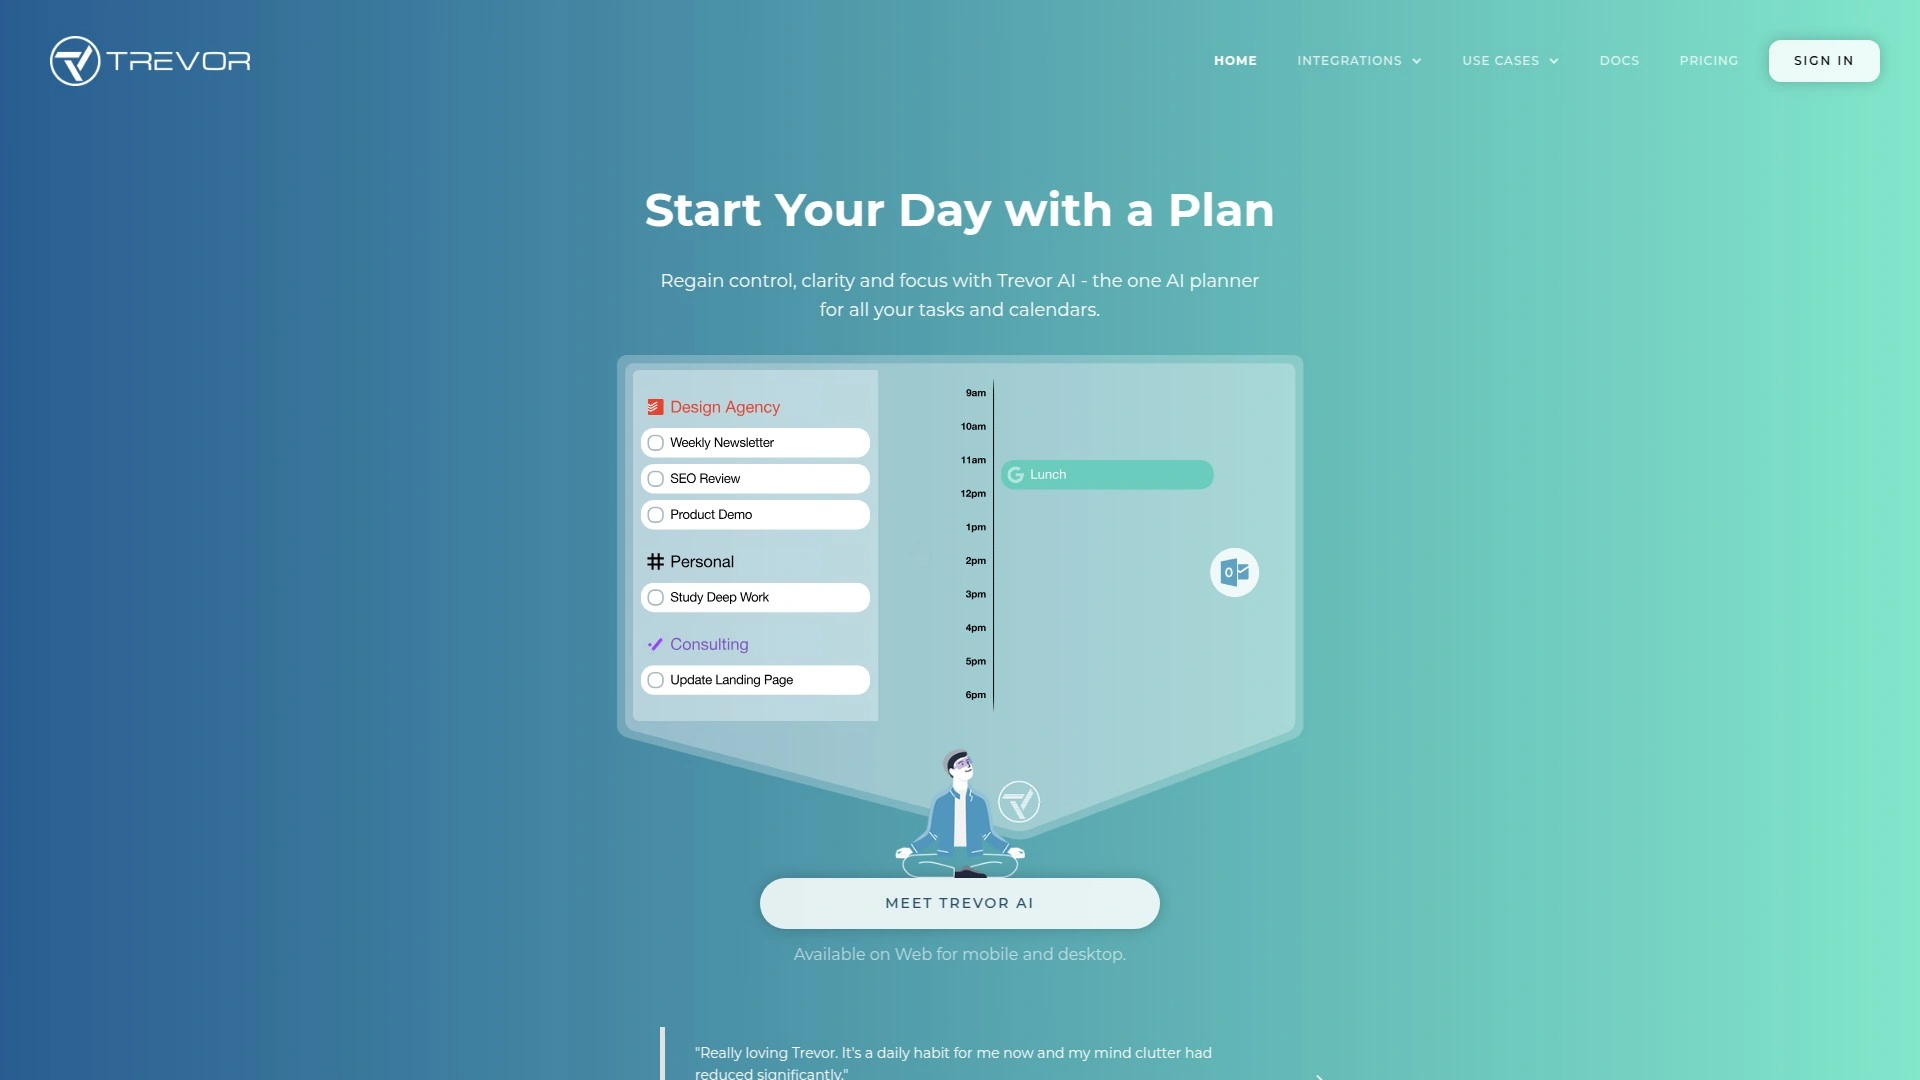 TREVOR
HOME
INTEGRATIONS
USE CASES
DOCS
PRICING
SIGN IN
Start Your Day with a Plan
Regain control, clarity and focus with Trevor AI - the one AI planner
for all your tasks and calendars.
Design Agency
Weekly Newsletter
SEO Review
Product Demo
Personal
Study Deep Work
Consulting
Update Landing Page
9am
10am
11am
Lunch
12pm
1pm
2pm
3pm
4pm
5pm
6pm
MEET TREVOR AI
Available on Web for mobile and desktop.
"Really loving Trevor. It's a daily habit for me now and my mind clutter had
reduced significantly."